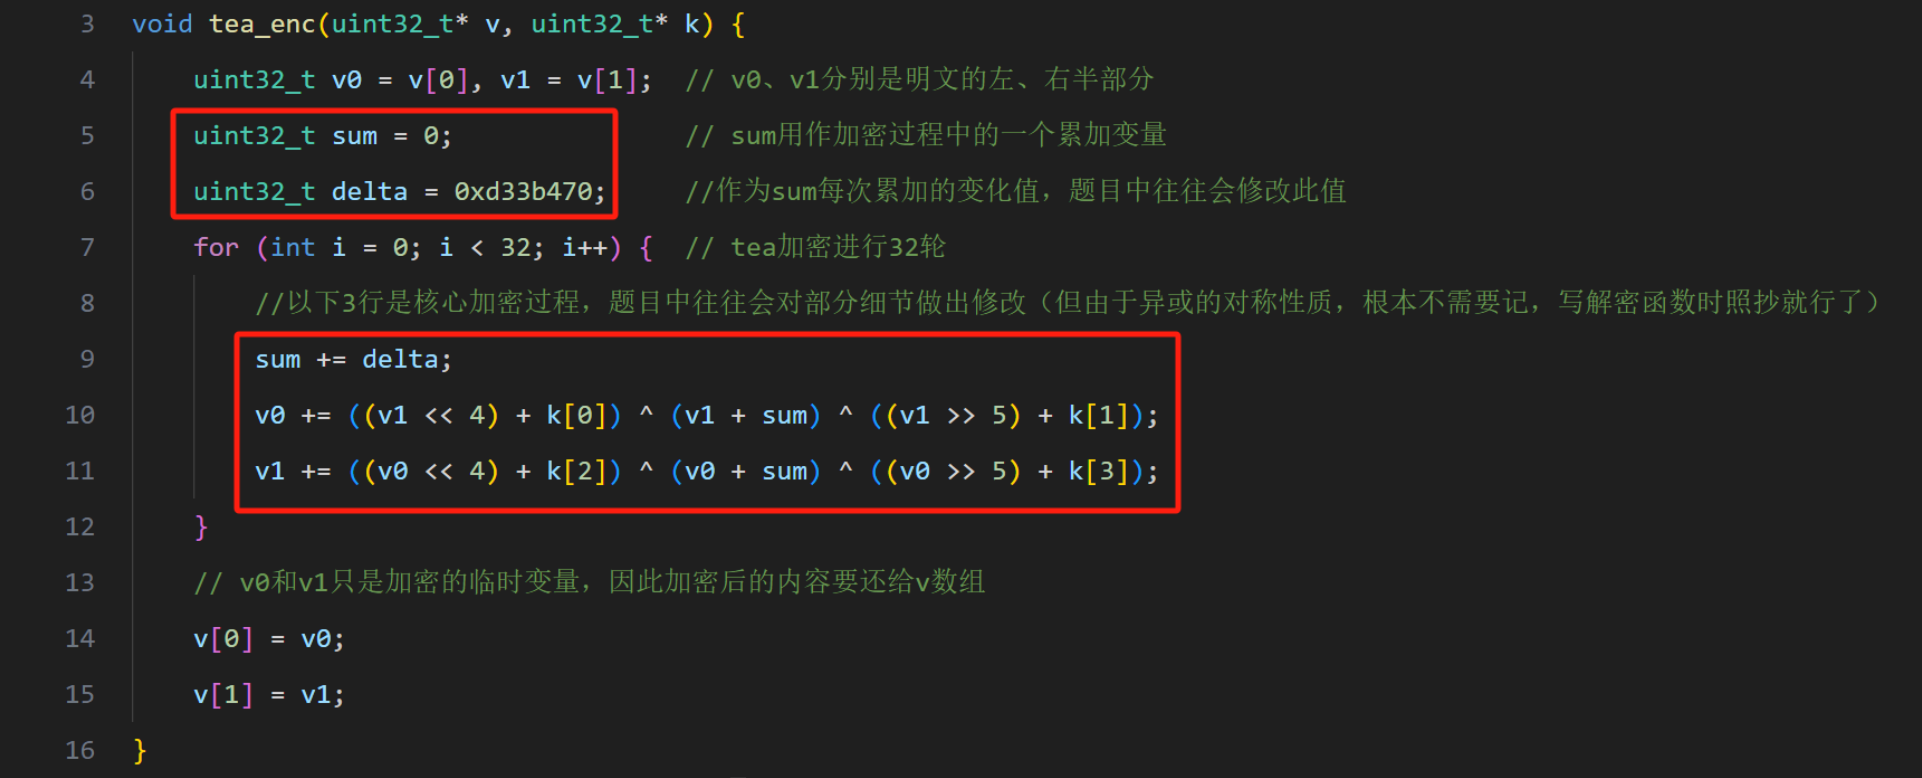 3 void tea_enc(uint32_t* v, uint32_t* k) {
4 uint32_t v0 = v[0], v1 = v[1]; // v0、v1分别是明文的左、右半部分
5 uint32_t sum = 0; // sum用作加密过程中的一个累加变量
6 uint32_t delta = 0xd33b470; //作为sum每次累加的变化值，题目中往往会修改此值
7 for (int i = 0; i < 32; i++) { // tea加密进行32轮
8 //以下3行是核心加密过程，题目中往往会对部分细节做出修改（但由于异或的对称性质，根本不需要记，写解密函数时照抄就行了）
9 sum += delta;
10 v0 += ((v1 << 4) + k[0]) ^ (v1 + sum) ^ ((v1 >> 5) + k[1]);
11 v1 += ((v0 << 4) + k[2]) ^ (v0 + sum) ^ ((v0 >> 5) + k[3]);
12 }
13 // v0和v1只是加密的临时变量，因此加密后的内容要还给v数组
14 v[0] = v0;
15 v[1] = v1;
16 }